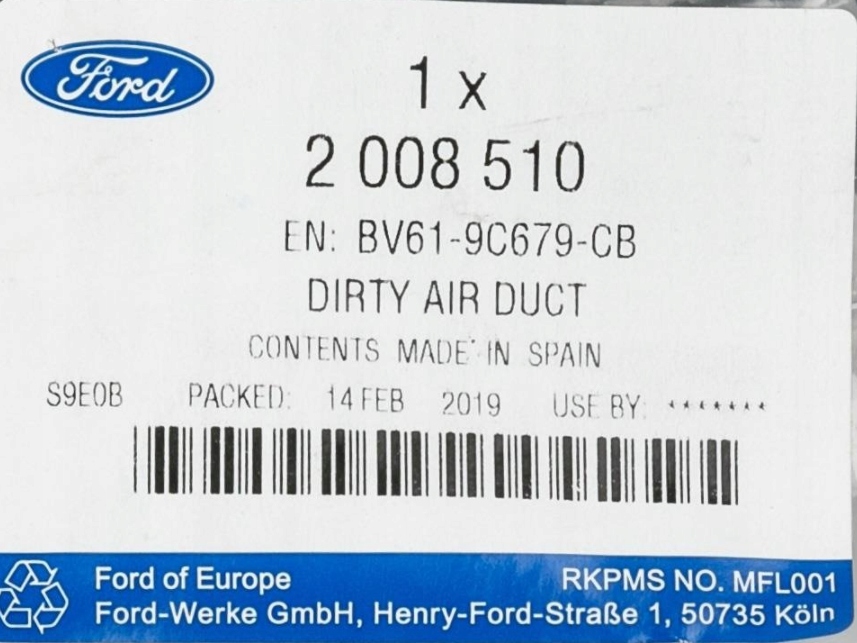 Ford
1 x
2 008 510
EN: BV61-9C679-CB
DIRTY AIR DUCT
CONTENTS MADE IN SPAIN
S9E0B PACKED: 14 FEB 2019 USE BY: *******
Ford of Europe RKPMS NO. MFL001
Ford-Werke GmbH, Henry-Ford-Straße 1, 50735 Köln